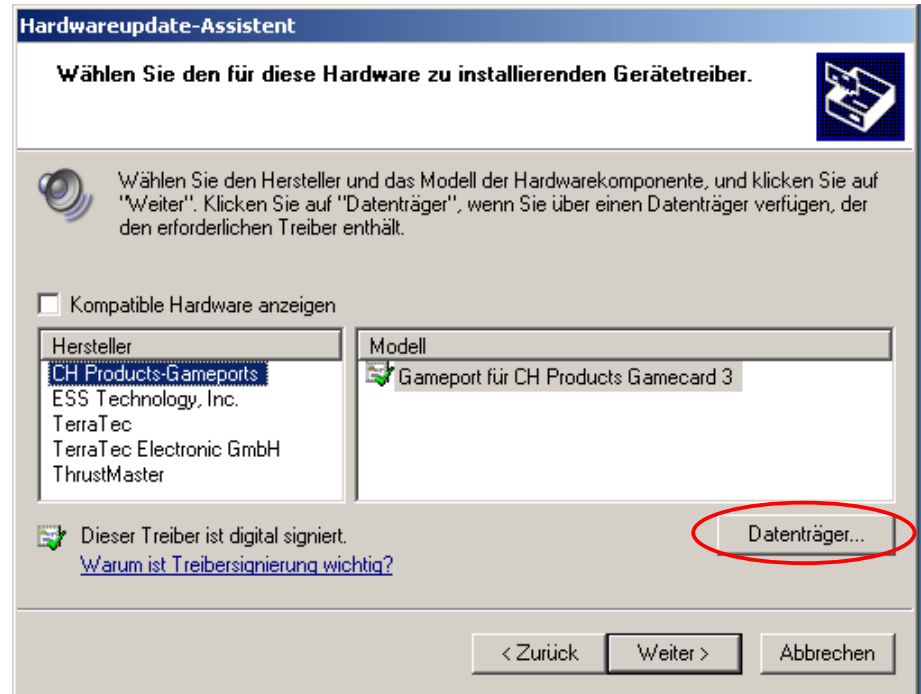 Hardwareupdate-Assistent
Wählen Sie den für diese Hardware zu installierenden Gerätetreiber.
Wählen Sie den Hersteller und das Modell der Hardwarekomponente, und klicken Sie auf
"Weiter". Klicken Sie auf "Datenträger", wenn Sie über einen Datenträger verfügen, der
den erforderlichen Treiber enthält.
Kompatible Hardware anzeigen
Hersteller
CH Products-Gameports
ESS Technology, Inc.
TerraTec
TerraTec Electronic GmbH
ThrustMaster
Modell
Gameport für CH Products Gamecard 3
Dieser Treiber ist digital signiert.
Warum ist Treibersignierung wichtig?
Datenträger...
< Zurück
Weiter >
Abbrechen